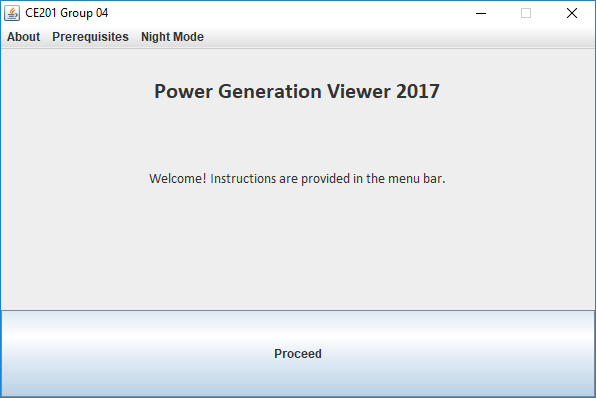 CE201 Group 04
About Prerequisites Night Mode
Power Generation Viewer 2017
Welcome! Instructions are provided in the menu bar.
Proceed